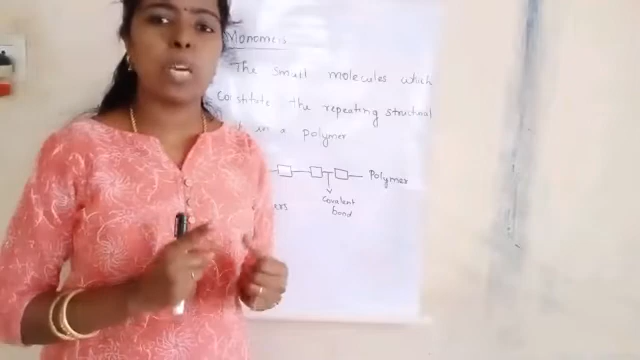 Monomers
The small molecules which
constitute the repeating structural
in a polymer
Polymer
covalent
bond